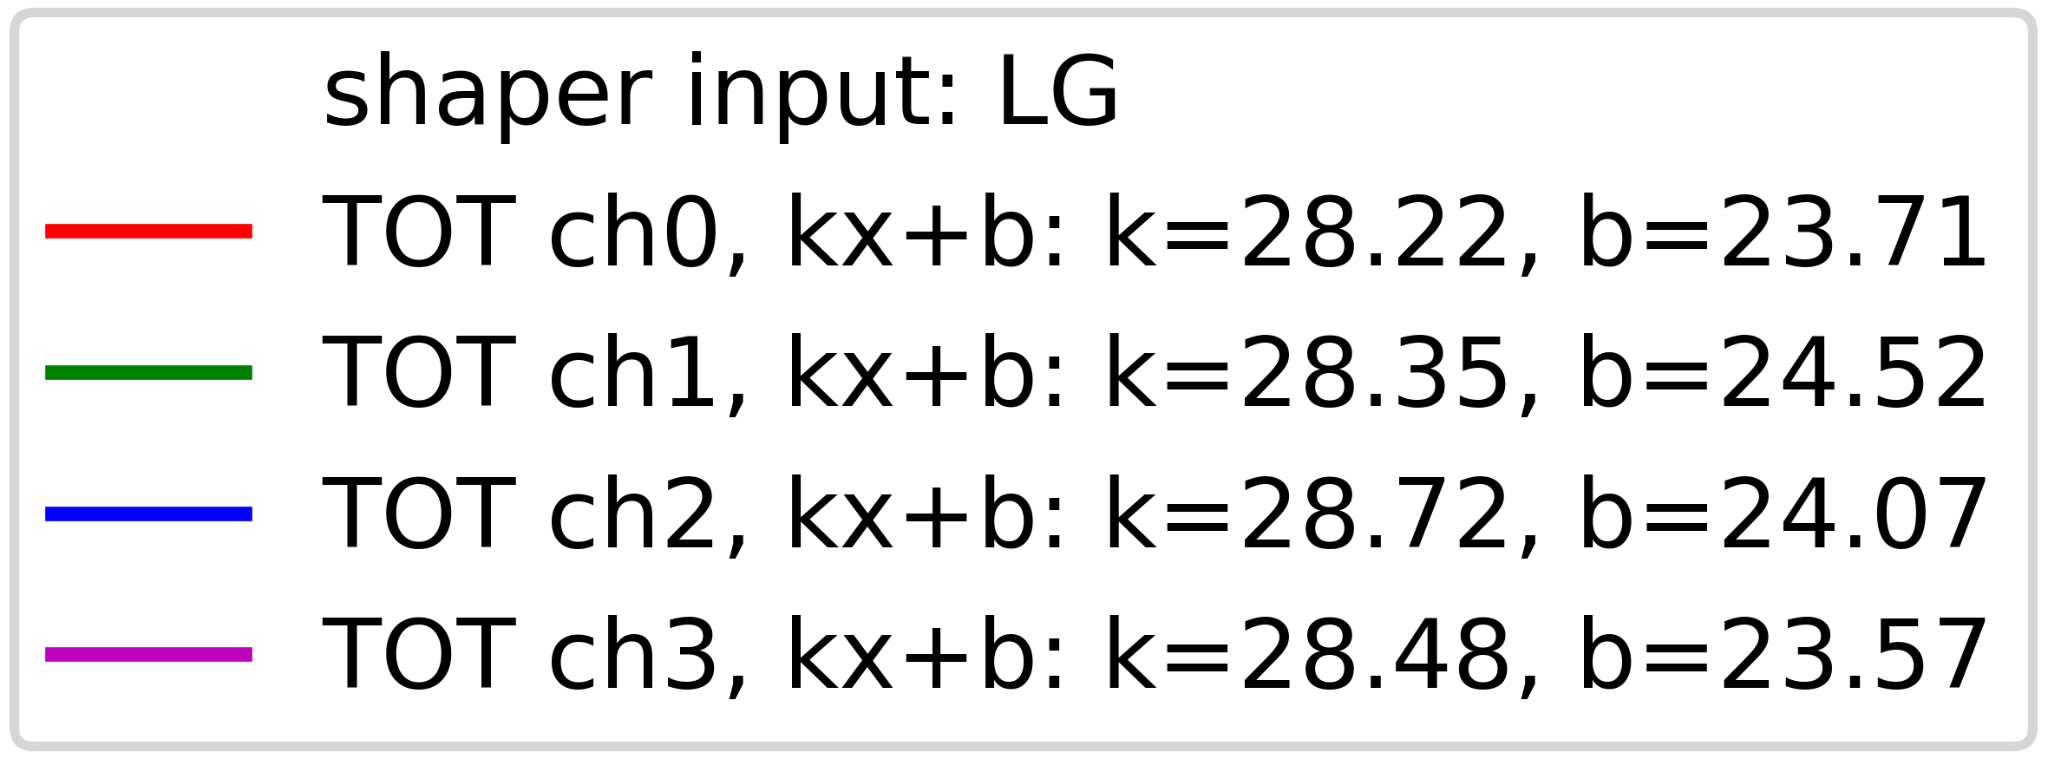 shaper input: LG
TOT ch0, kx+b: k=28.22, b=23.71
TOT ch1, kx+b: k=28.35, b=24.52
TOT ch2, kx+b: k=28.72, b=24.07
TOT ch3, kx+b: k=28.48, b=23.57